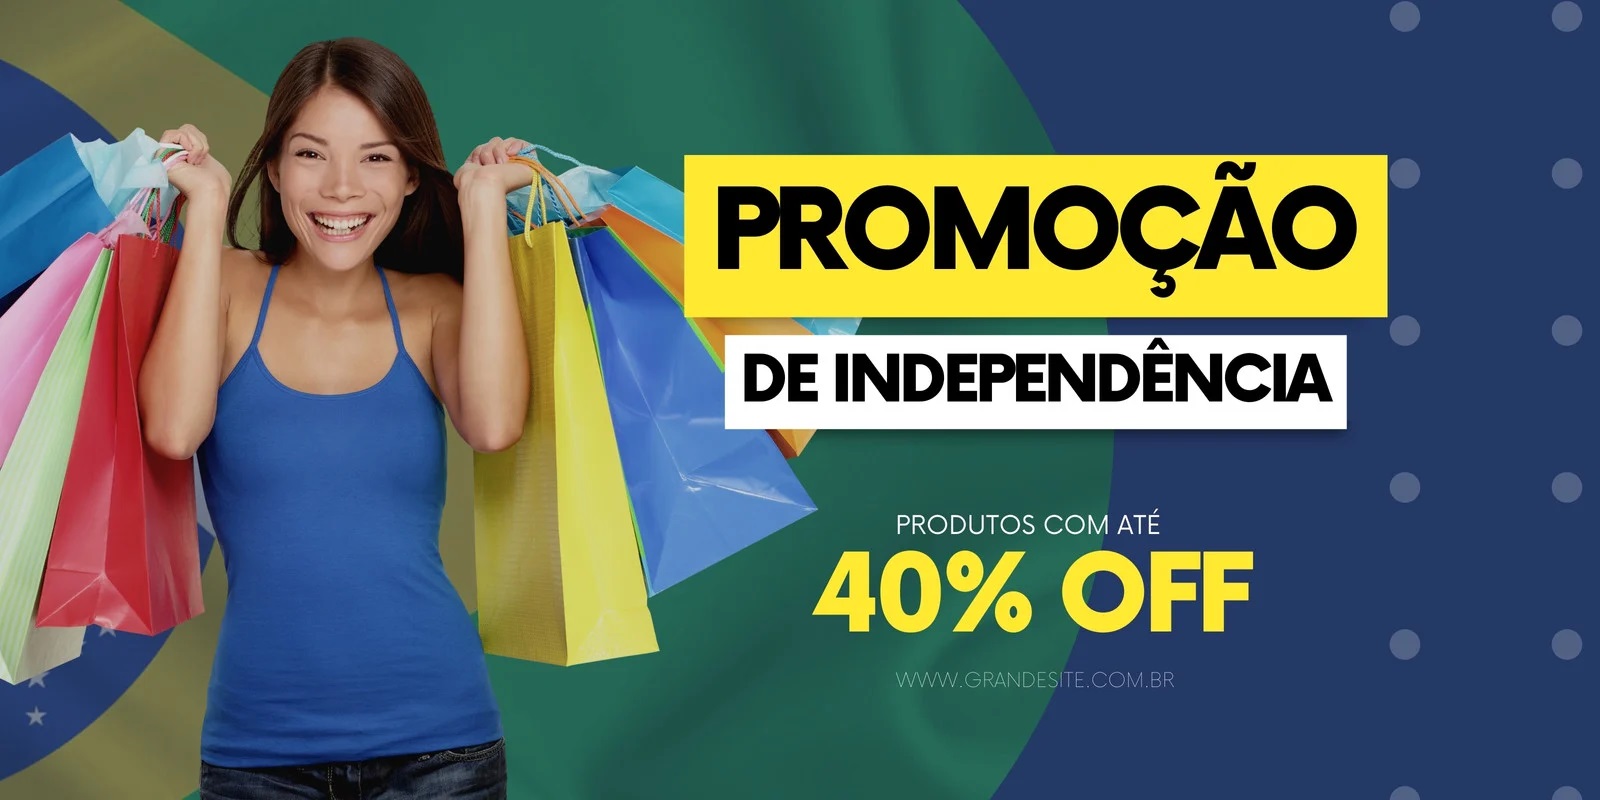 PROMOÇÃO
DE INDEPENDÊNCIA
PRODUTOS COM ATÉ
40% OFF
WWW.GRANDESITE.COM.BR